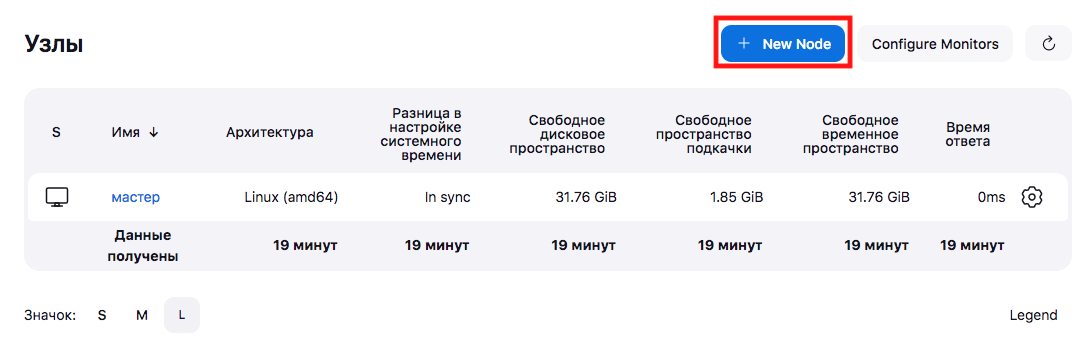 Узлы
+ New Node
Configure Monitors
S
Имя ↓
Архитектура
Разница в
настройке
системного
времени
Свободное
дисковое
пространство
Свободное
пространство
подкачки
Свободное
временное
пространство
Время
ответа
мастер
Linux (amd64)
In sync
31.76 GiB
1.85 GiB
31.76 GiB
0ms
Данные
получены
19 минут
19 минут
19 минут
19 минут
19 минут
19 минут
Значок:
S
M
L
Legend